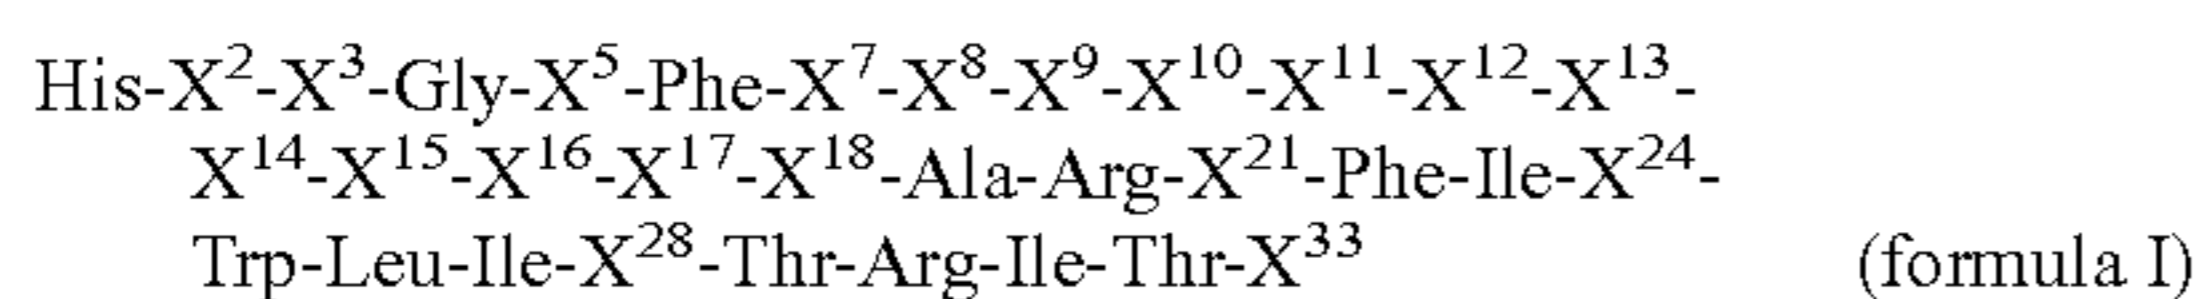 His-X²-X³-Gly-X⁵-Phe-X⁷-X⁸-X⁹-X¹⁰-X¹¹-X¹²-X¹³-
X¹⁴-X¹⁵-X¹⁶-X¹⁷-X¹⁸-Ala-Arg-X²¹-Phe-Ile-X²⁴-
Trp-Leu-Ile-X²⁸-Thr-Arg-Ile-Thr-X³³ (formula I)